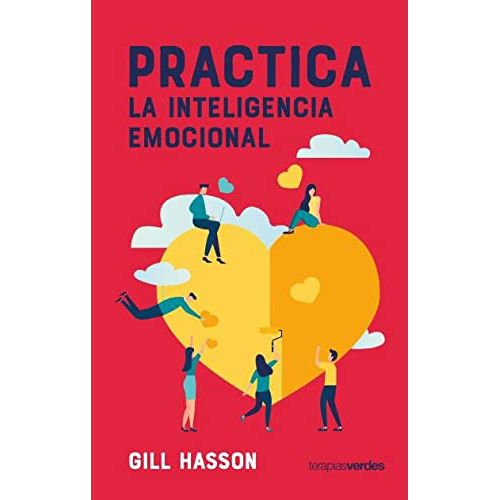 PRACTICA
LA INTELIGENCIA
EMOCIONAL
GILL HASSON
terapiasverdes